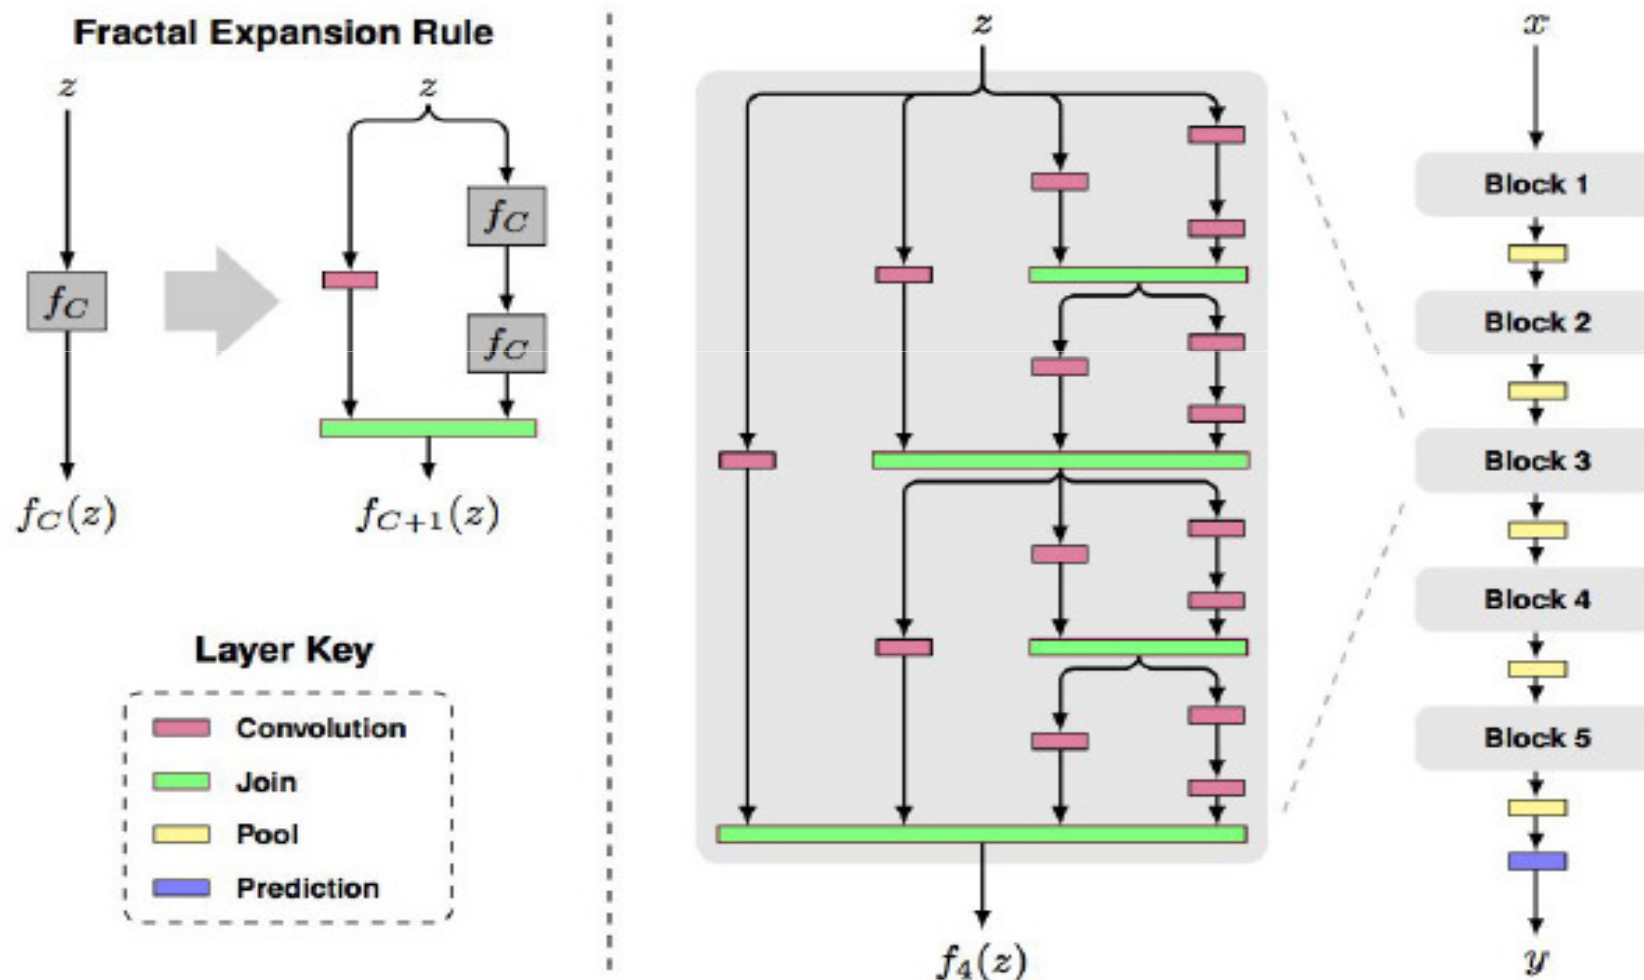 Fractal Expansion Rule
z
z
f_C
f_C
f_C
f_C(z)
f_{C+1}(z)
Layer Key
Convolution
Join
Pool
Prediction
z
f_4(z)
x
Block 1
Block 2
Block 3
Block 4
Block 5
y